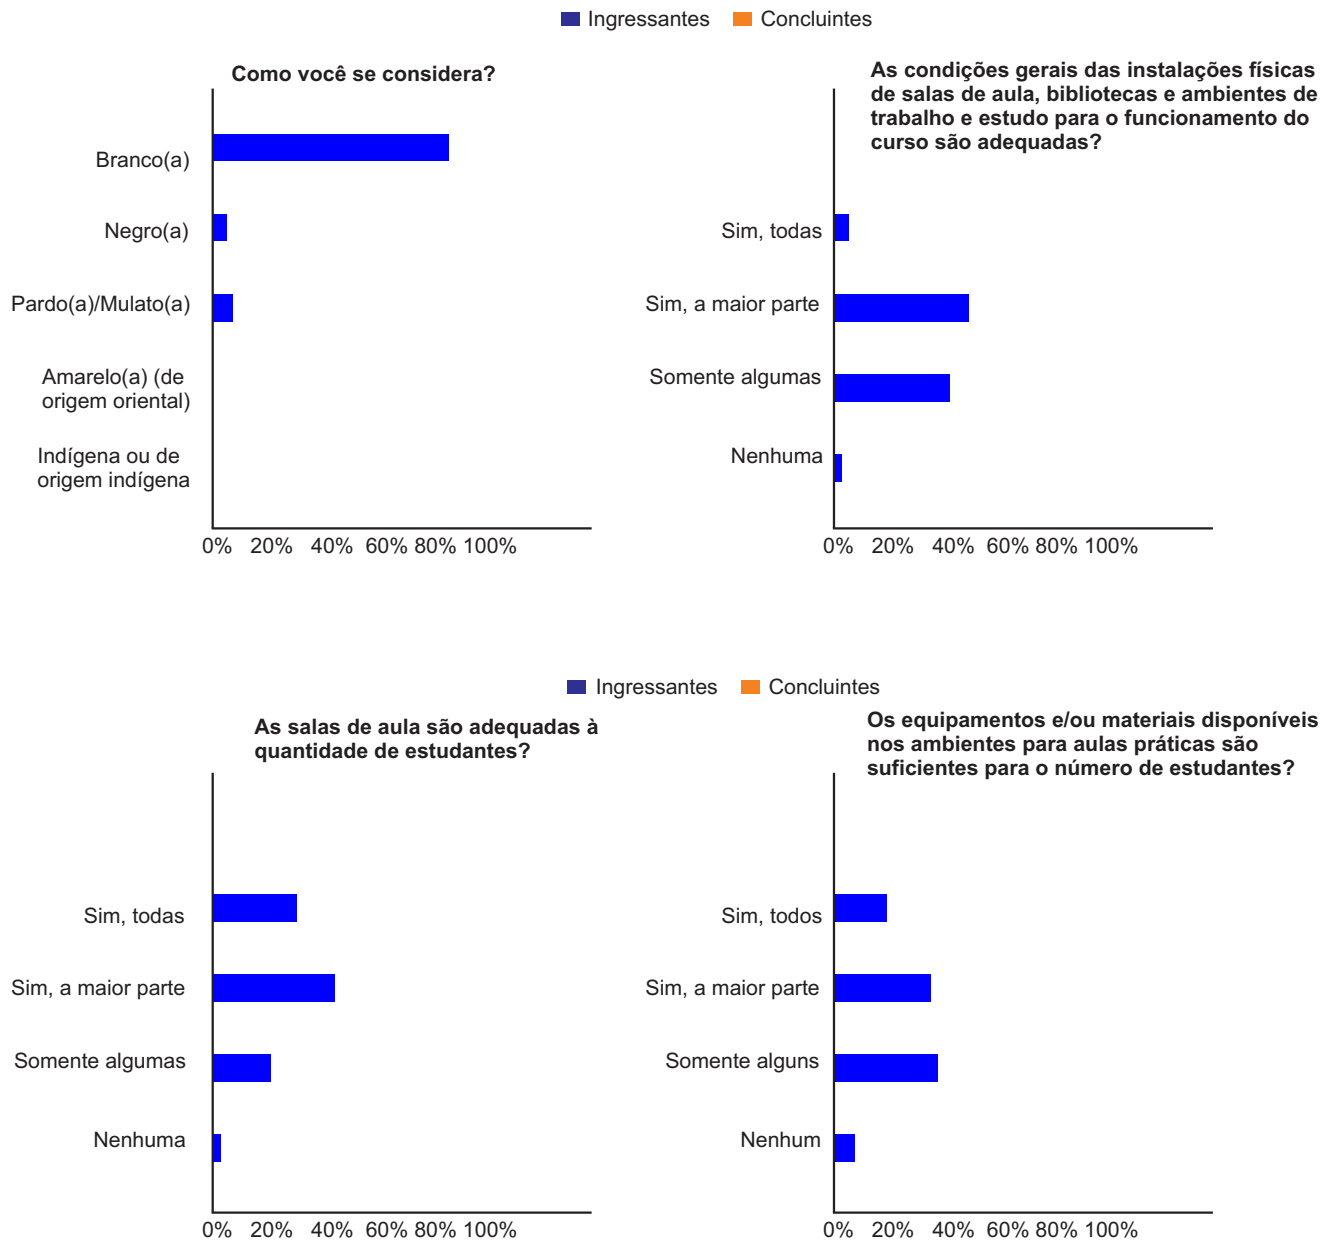 Ingressantes Concluintes
Como você se considera?
Branco(a)
Negro(a)
Pardo(a)/Mulato(a)
Amarelo(a) (de
origem oriental)
Indígena ou de
origem indígena
0% 20% 40% 60% 80% 100%
As condições gerais das instalações físicas
de salas de aula, bibliotecas e ambientes de
trabalho e estudo para o funcionamento do
curso são adequadas?
Sim, todas
Sim, a maior parte
Somente algumas
Nenhuma
0% 20% 40% 60% 80% 100%
Ingressantes Concluintes
As salas de aula são adequadas à
quantidade de estudantes?
Sim, todas
Sim, a maior parte
Somente algumas
Nenhuma
0% 20% 40% 60% 80% 100%
Os equipamentos e/ou materiais disponíveis
nos ambientes para aulas práticas são
suficientes para o número de estudantes?
Sim, todos
Sim, a maior parte
Somente alguns
Nenhum
0% 20% 40% 60% 80% 100%